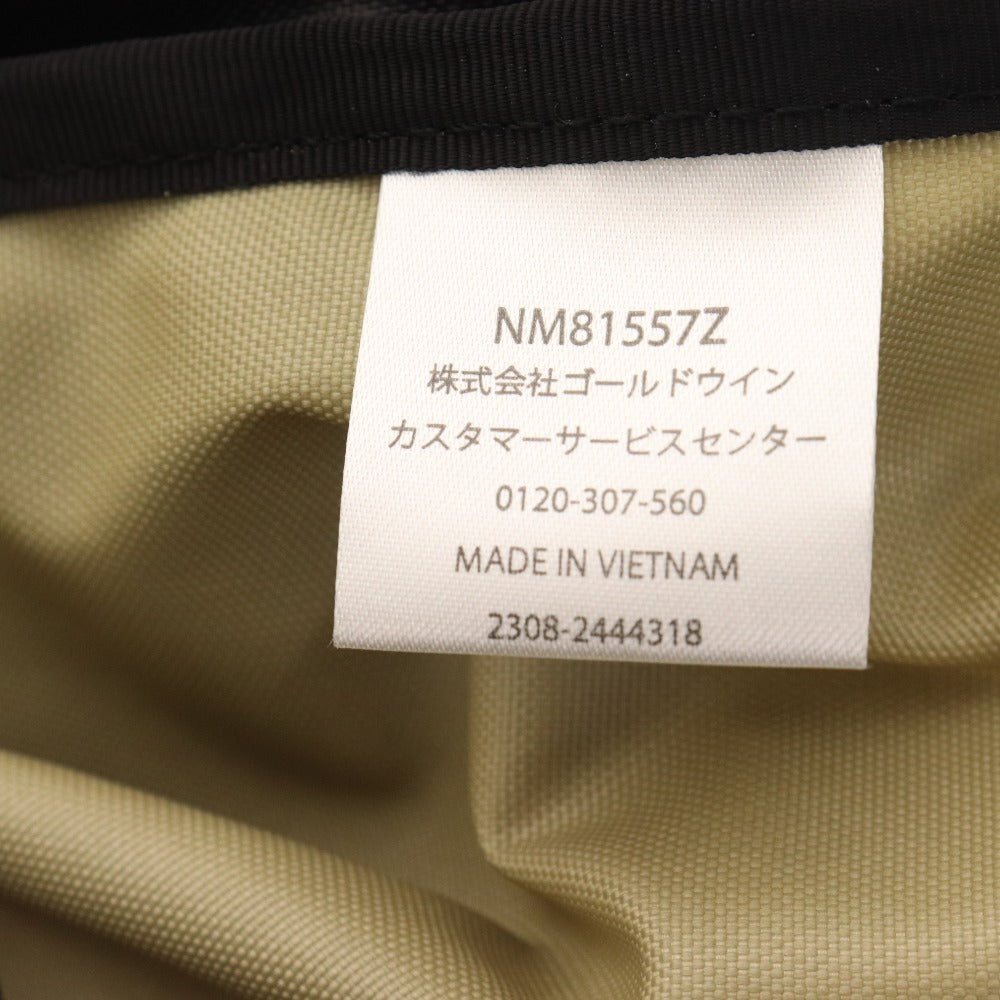 NM81557Z
株式会社ゴールドウイン
カスタマーサービスセンター
0120-307-560
MADE IN VIETNAM
2308-2444318